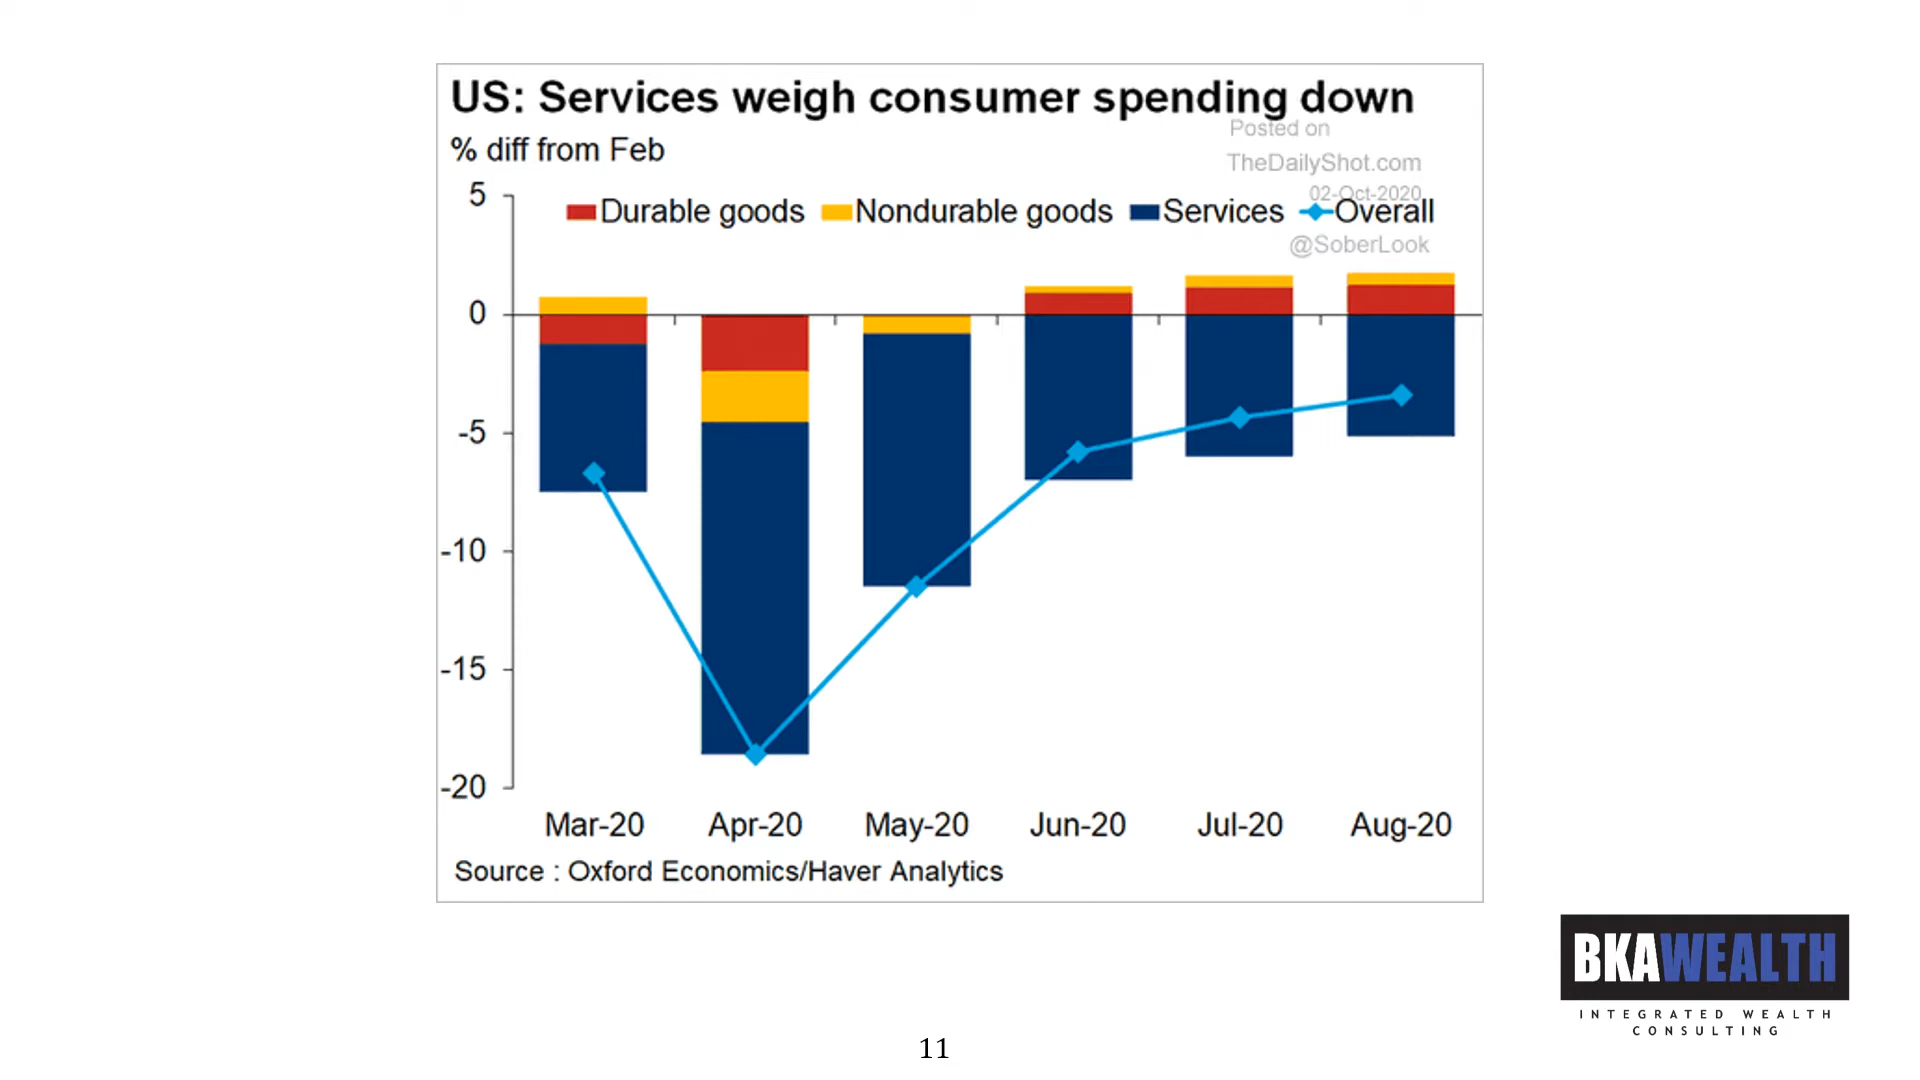 US: Services weigh consumer spending down
Posted on
% diff from Feb
TheDailyShot.com
02-Oct-2020
5
Durable goods Nondurable goods Services Overall
@SoberLook
0
-5
-10
-15
-20
Mar-20 Apr-20 May-20 Jun-20 Jul-20 Aug-20
Source : Oxford Economics/Haver Analytics
BKAWEALTH
INTEGRATED WEALTH
CONSULTING
11